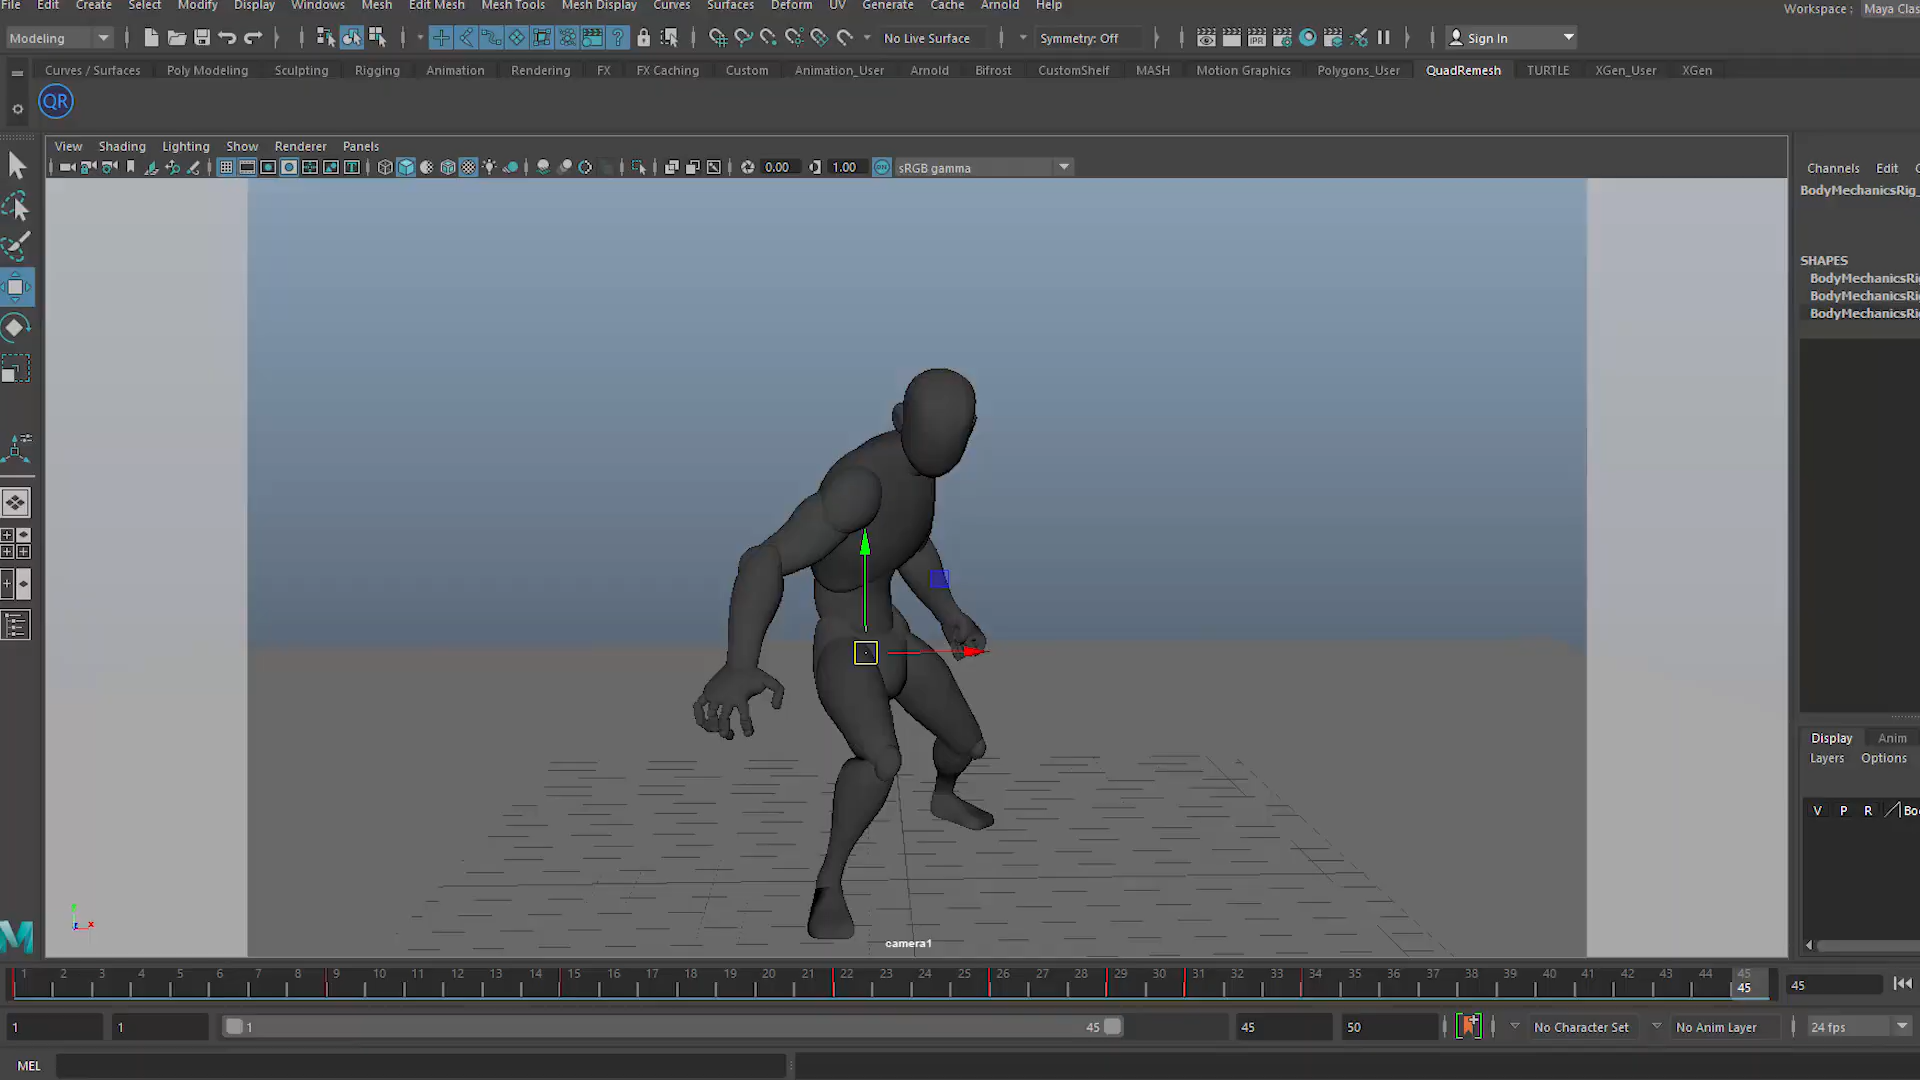 File Edit Create Select Modify Display Windows Mesh Edit Mesh Mesh Tools Mesh Display Curves Surfaces Deform UV Generate Cache Arnold Help Workspace : Maya Clas
Modeling No Live Surface Symmetry: Off IPR Sign In
Curves / Surfaces Poly Modeling Sculpting Rigging Animation Rendering FX FX Caching Custom Animation_User Arnold Bifrost CustomShelf MASH Motion Graphics Polygons_User QuadRemesh TURTLE XGen_User XGen
QR
View Shading Lighting Show Renderer Panels
0.00 1.00 sRGB gamma
Channels Edit
BodyMechanicsRig_
SHAPES
BodyMechanicsRig
BodyMechanicsRig
BodyMechanicsRig
Display Anim
Layers Options
V P R Bo
camera1
1 2 3 4 5 6 7 8 9 10 11 12 13 14 15 16 17 18 19 20 21 22 23 24 25 26 27 28 29 30 31 32 33 34 35 36 37 38 39 40 41 42 43 44 45
45 45
1 1 1 45 45 50 No Character Set No Anim Layer 24 fps
MEL